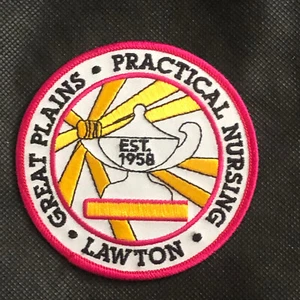 GREAT PLAINS • PRACTICAL NURSING
• LAWTON •
EST.
1958